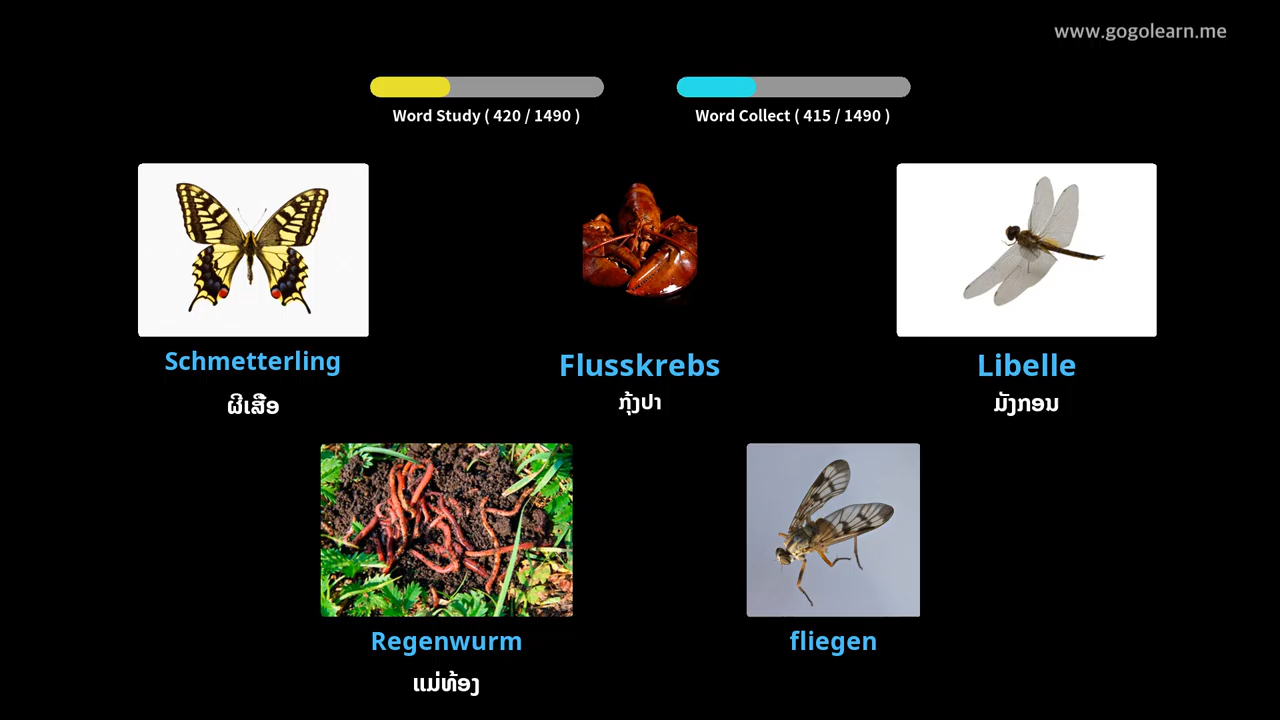 www.gogolearn.me
Word Study ( 420 / 1490 )
Word Collect ( 415 / 1490 )
Schmetterling
ຜີເສື້ອ
Flusskrebs
ກຸ້ງປາ
Libelle
ມັງກອນ
Regenwurm
ແມ່ທ້ອງ
fliegen